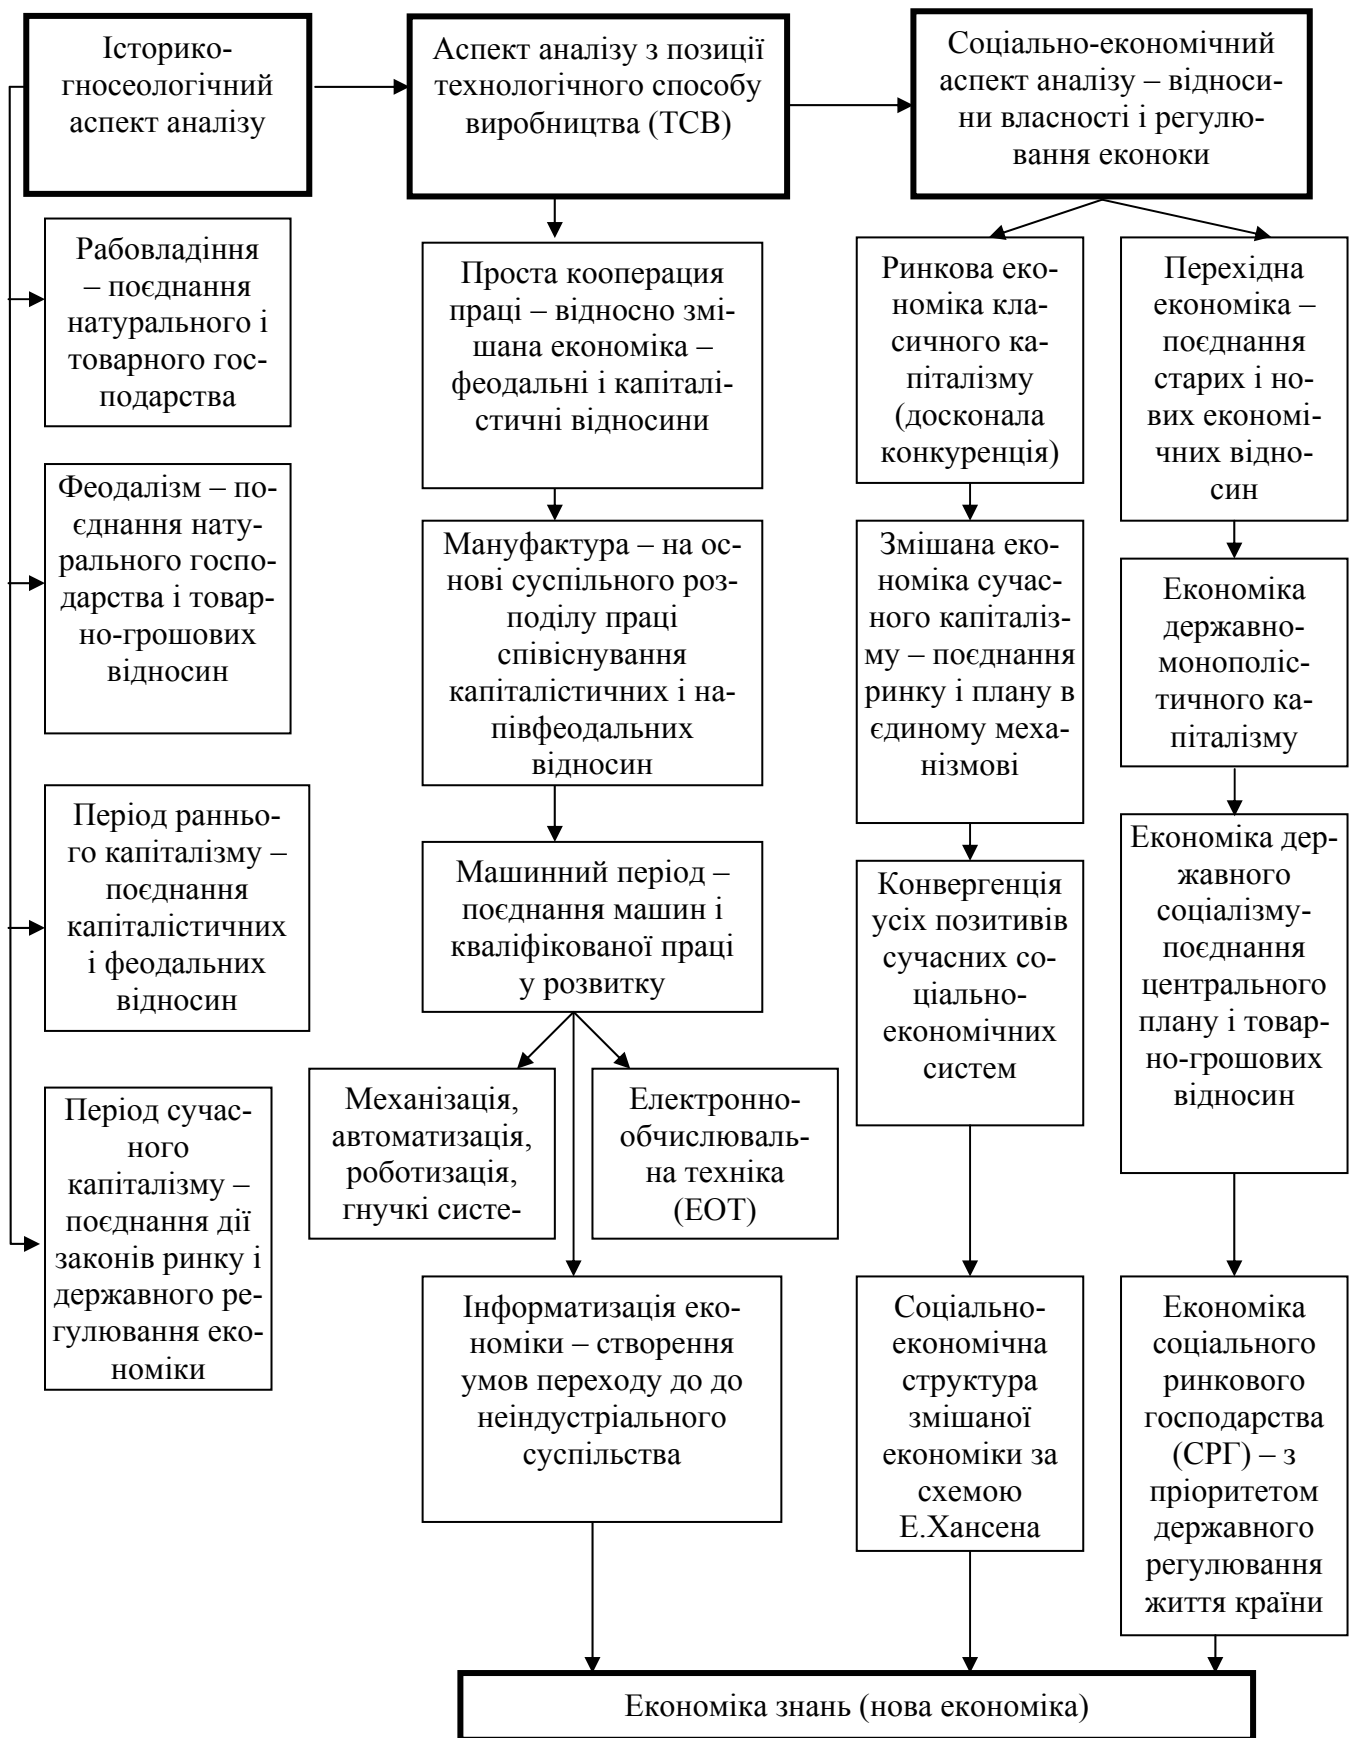 Історико-
гносеологічний
аспект аналізу
Аспект аналізу з позиції
технологічного способу
виробництва (ТСВ)
Соціально-економічний
аспект аналізу – відноси-
ни власності і регулю-
вання економоки
Рабовладіння
– поєднання
натурального і
товарного гос-
подарства
Феодалізм – по-
єднання нату-
рального госпо-
дарства і товар-
но-грошових
відносин
Період ранньо-
го капіталізму –
поєднання
капіталістичних
і феодальних
відносин
Період сучас-
ного
капіталізму –
поєднання дії
законів ринку і
державного ре-
гулювання еко-
номіки
Проста кооперация
праці – відносно змі-
шана економіка –
феодальні і капіталі-
стичні відносини
Мануфактура – на ос-
нові суспільного роз-
поділу праці
співіснування
капіталістичних і на-
півфеодальних
відносин
Машинний період –
поєднання машин і
кваліфікованої праці
у розвитку
Механізація,
автоматизація,
роботизація,
гнучкі систе-
Електронно-
обчислюваль-
на техніка
(ЕОТ)
Інформатизація еко-
номіки – створення
умов переходу до до
неіндустріального
суспільства
Ринкова еко-
номіка кла-
сичного ка-
піталізму
(досконала
конкуренція)
Змішана еко-
номіка сучас-
ного капіталіз-
му – поєднання
ринку і плану в
єдиному меха-
нізмові
Конвергенція
усіх позитивів
сучасних со-
ціально-
економічних
систем
Соціально-
економічна
структура
змішаної
економіки за
схемою
Е.Хансена
Перехідна
економіка –
поєднання
старих і но-
вих економі-
чних відно-
син
Економіка
державно-
монополіс-
тичного ка-
піталізму
Економіка дер-
жавного
соціалізму-
поєднання
центрального
плану і товар-
но-грошових
відносин
Економіка
соціального
ринкового
господарства
(СРГ) – з
пріоритетом
державного
регулювання
життя країни
Економіка знань (нова економіка)